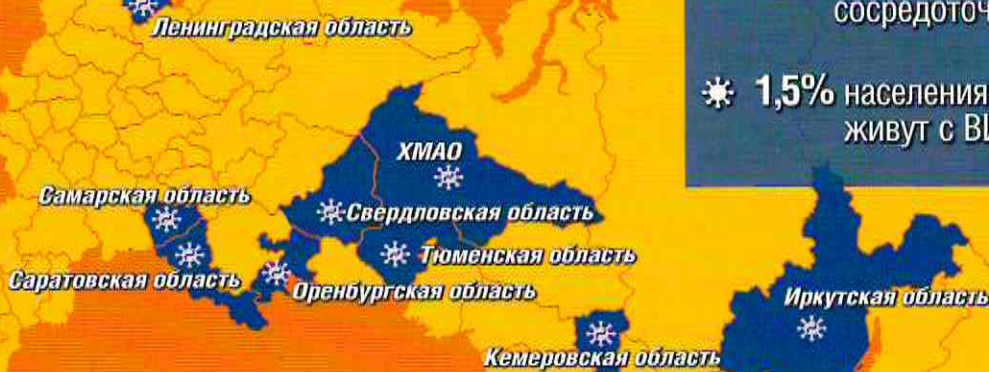 Ленинградская область
сосредоточ
1,5% населения
живут с ВИ
ХМАО
Самарская область
Свердловская область
Тюменская область
Саратовская область
Оренбургская область
Иркутская область
Кемеровская область